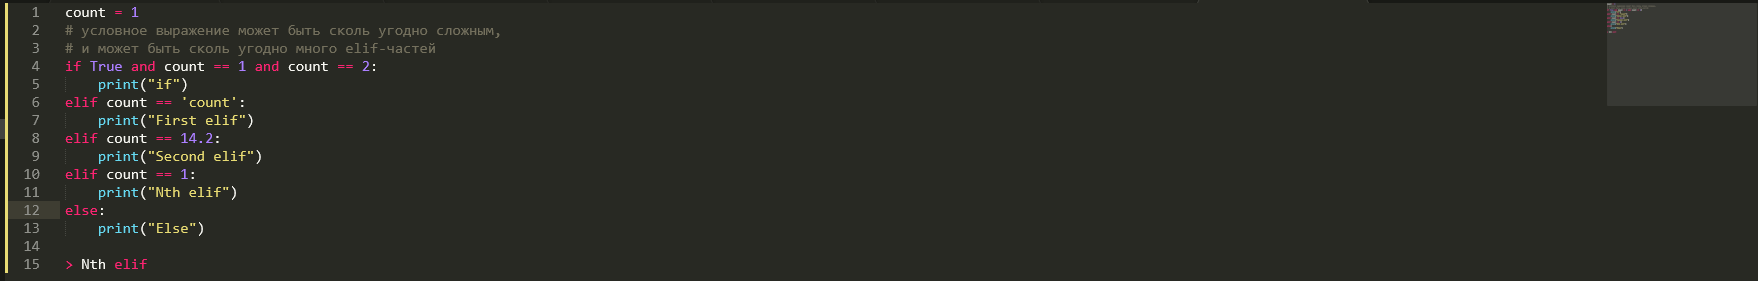 1 count = 1
2 # условное выражение может быть сколь угодно сложным,
3 # и может быть сколь угодно много elif-частей
4 if True and count == 1 and count == 2:
5     print("if")
6 elif count == 'count':
7     print("First elif")
8 elif count == 14.2:
9     print("Second elif")
10 elif count == 1:
11     print("Nth elif")
12 else:
13     print("Else")
14
15 > Nth elif